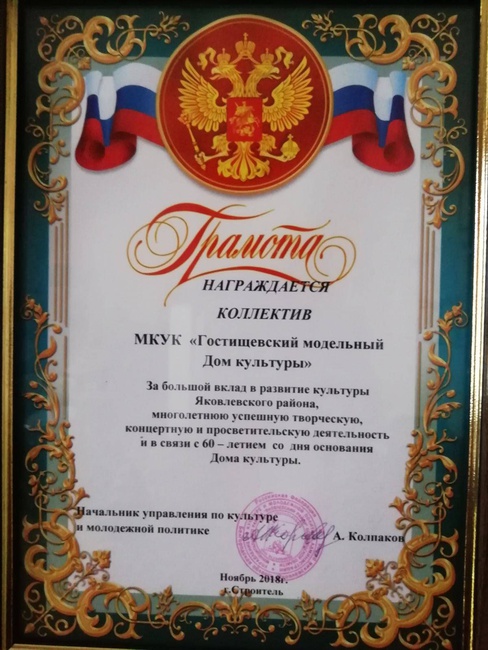 Грамота
НАГРАЖДАЕТСЯ
КОЛЛЕКТИВ
МКУК «Гостищевский модельный
Дом культуры»
За большой вклад в развитие культуры
Яковлевского района,
многолетнюю успешную творческую,
концертную и просветительскую деятельность
и в связи с 60 – летием со дня основания
Дома культуры.
Начальник управления по культуре
и молодежной политике
А. Колпаков
Ноябрь 2018г.
г.Строитель